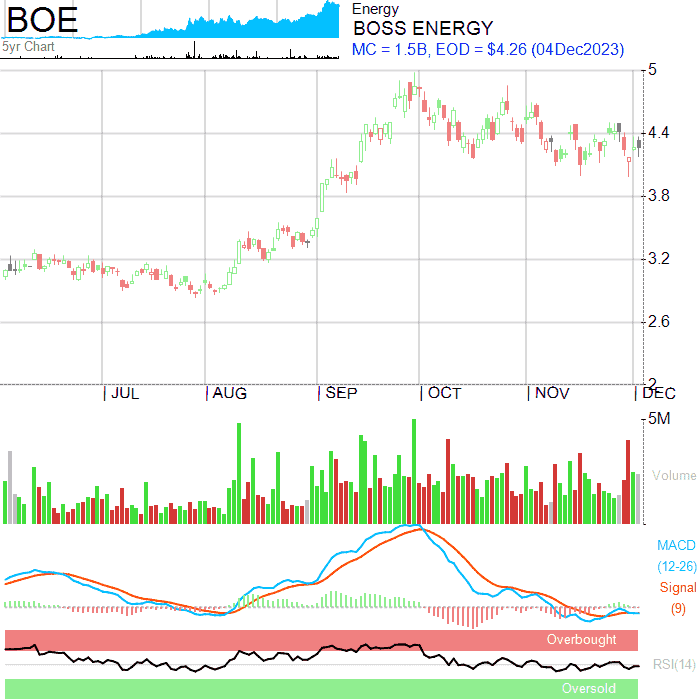 BOE
5yr Chart
Energy
BOSS ENERGY
MC = 1.5B, EOD = $4.26 (04Dec2023)
5
4.4
3.8
3.2
2.6
2
JUL AUG SEP OCT NOV DEC
5M
Volume
MACD
(12-26)
Signal
(9)
Overbought
RSI(14)
Oversold